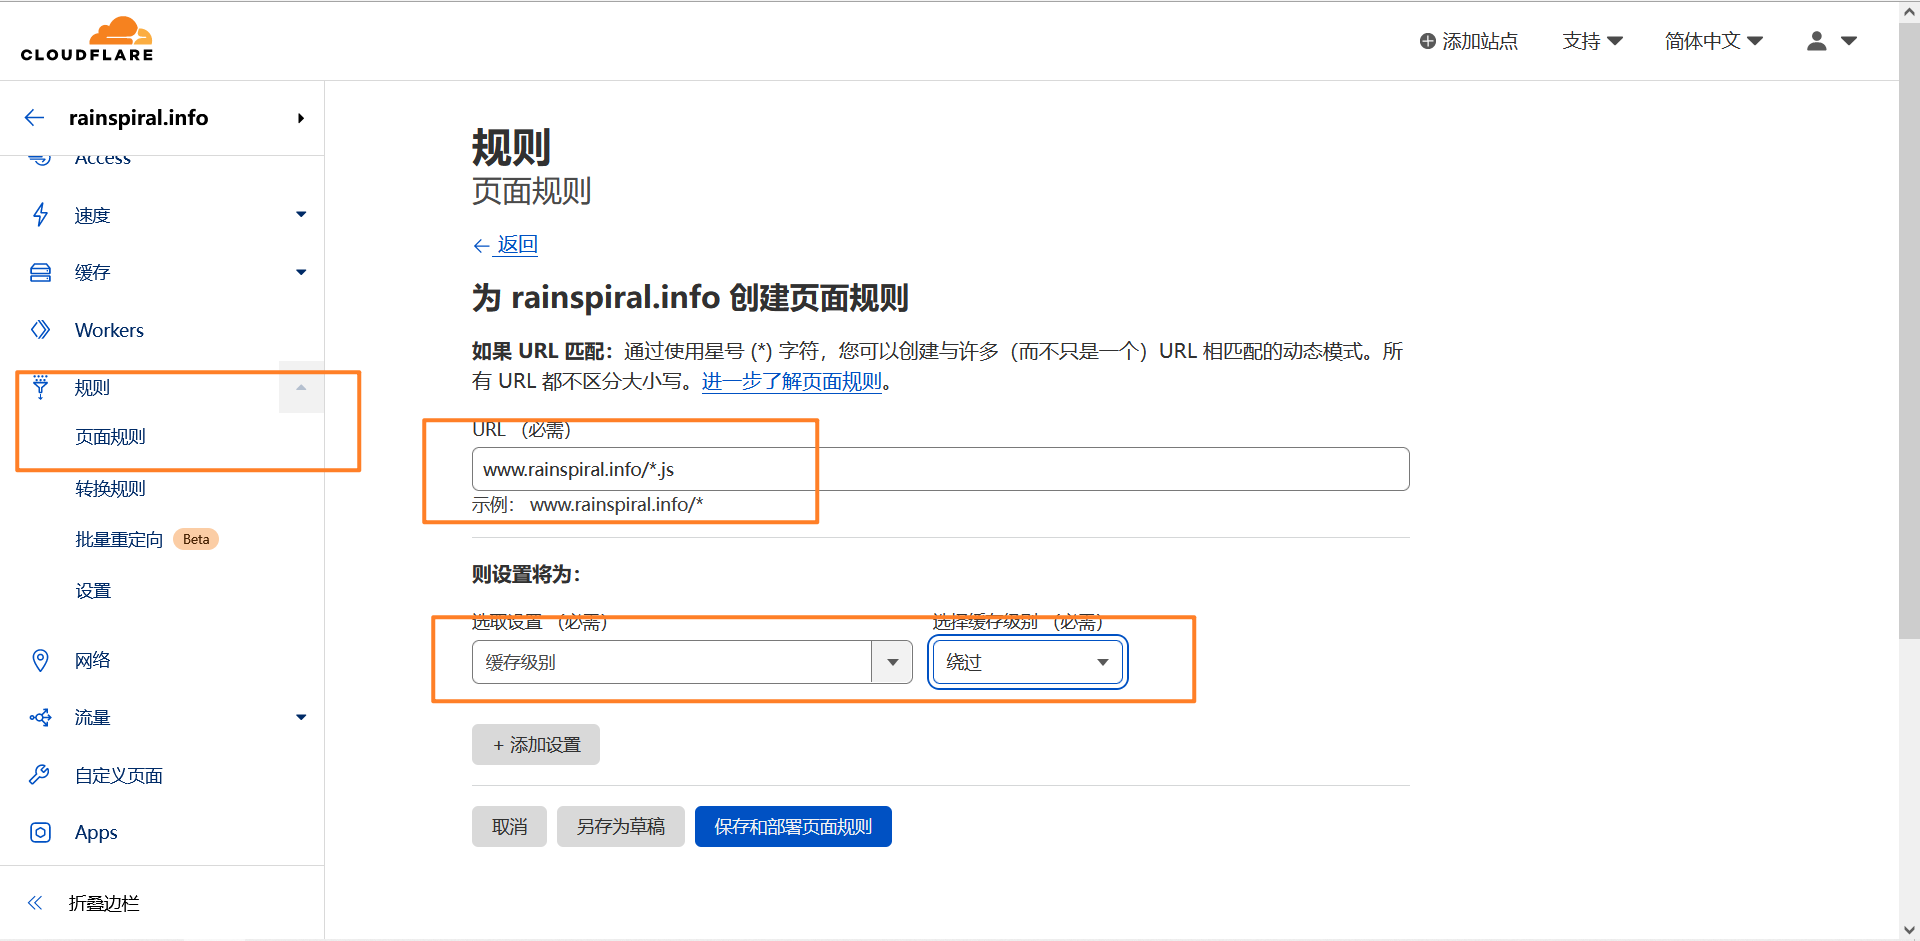 CLOUDFLARE
添加站点
支持
简体中文
rainspiral.info
Access
速度
缓存
Workers
规则
页面规则
转换规则
批量重定向 Beta
设置
网络
流量
自定义页面
Apps
折叠边栏
规则
页面规则
返回
为 rainspiral.info 创建页面规则
如果 URL 匹配：通过使用星号 (*) 字符，您可以创建与许多（而不只是一个）URL 相匹配的动态模式。所
有 URL 都不区分大小写。进一步了解页面规则。
URL （必需）
www.rainspiral.info/*.js
示例： www.rainspiral.info/*
则设置将为：
选取设置 （必需）
选择缓存级别 （必需）
缓存级别
绕过
+ 添加设置
取消
另存为草稿
保存和部署页面规则